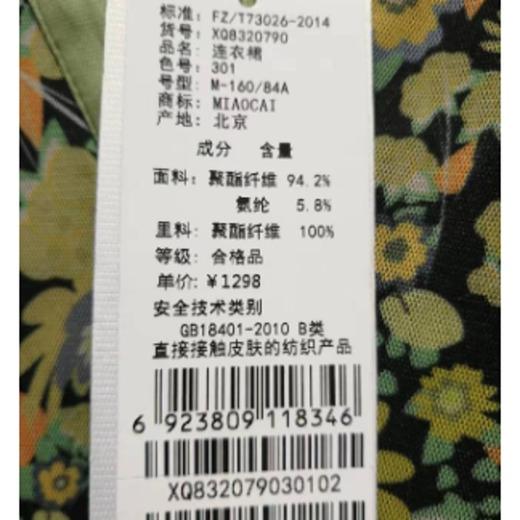 标准: FZ/T73026-2014
货号: XQ8320790
品名: 连衣裙
色号: 301
号型: M-160/84A
商标: MIAOCAI
产地: 北京
成分 含量
面料: 聚酯纤维 94.2%
氨纶 5.8%
里料: 聚酯纤维 100%
等级: 合格品
单价: ¥1298
安全技术类别
GB18401-2010 B类
直接接触皮肤的纺织产品
6 923809 118346
XQ832079030102